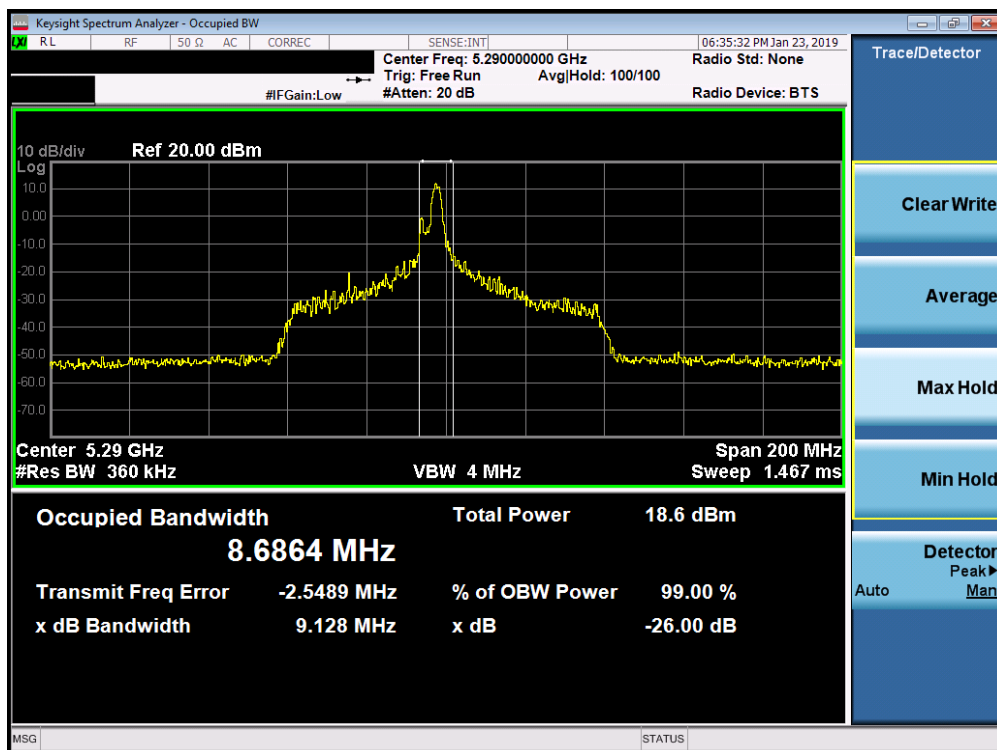 Keysight Spectrum Analyzer - Occupied BW
LXI RL RF 50 Ω AC CORREC SENSE:INT 06:35:32 PM Jan 23, 2019
Center Freq: 5.290000000 GHz Radio Std: None
Trig: Free Run Avg|Hold: 100/100
#IFGain:Low #Atten: 20 dB Radio Device: BTS
10 dB/div Ref 20.00 dBm
Log
10.0
0.00
-10.0
-20.0
-30.0
-40.0
-50.0
-60.0
-70.0
Center 5.29 GHz Span 200 MHz
#Res BW 360 kHz VBW 4 MHz Sweep 1.467 ms
Occupied Bandwidth Total Power 18.6 dBm
8.6864 MHz
Transmit Freq Error -2.5489 MHz % of OBW Power 99.00 %
x dB Bandwidth 9.128 MHz x dB -26.00 dB
MSG STATUS
Trace/Detector
Clear Write
Average
Max Hold
Min Hold
Detector
Peak▶
Auto Man